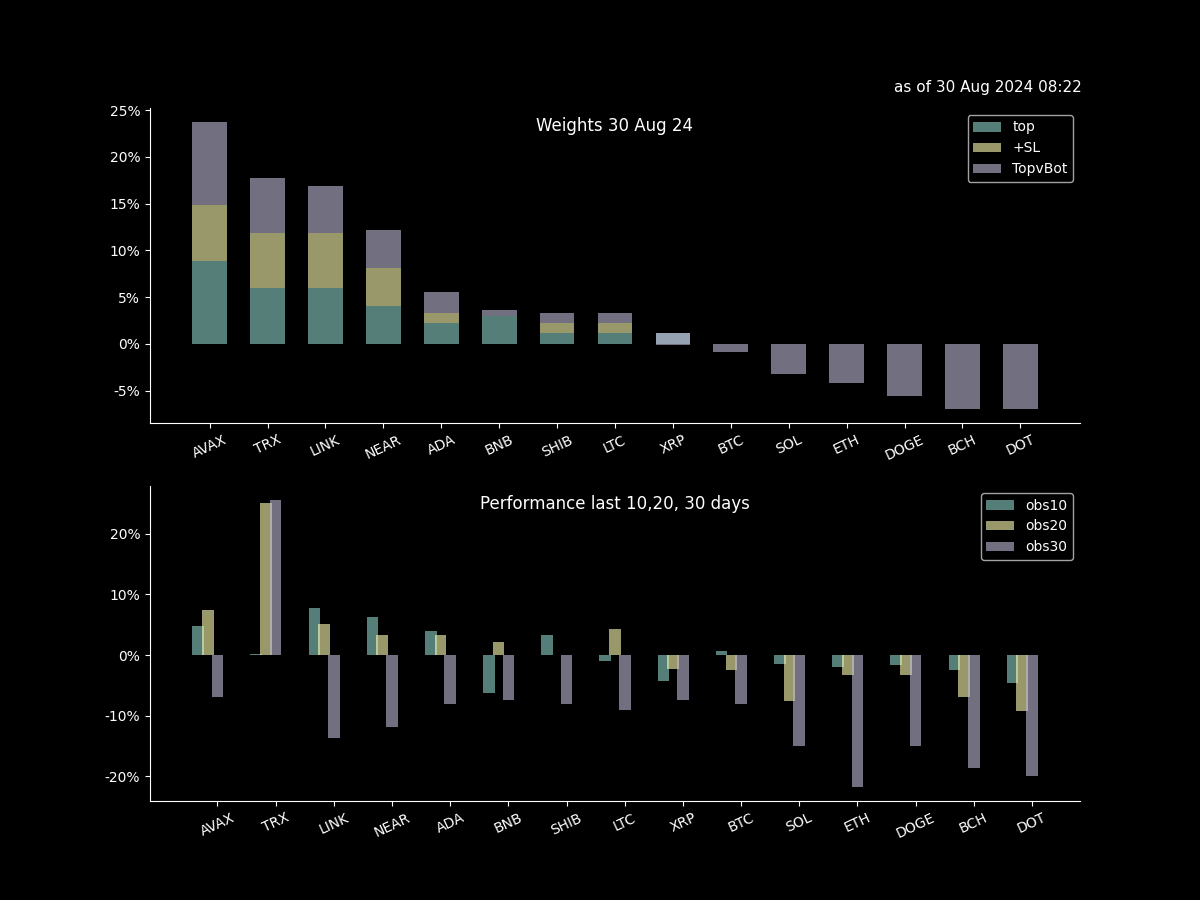 as of 30 Aug 2024 08:22
Weights 30 Aug 24
top
+SL
TopvBot
25%
20%
15%
10%
5%
0%
-5%
AVAX TRX LINK NEAR ADA BNB SHIB LTC XRP BTC SOL ETH DOGE BCH DOT
Performance last 10,20, 30 days
obs10
obs20
obs30
20%
10%
0%
-10%
-20%
AVAX TRX LINK NEAR ADA BNB SHIB LTC XRP BTC SOL ETH DOGE BCH DOT